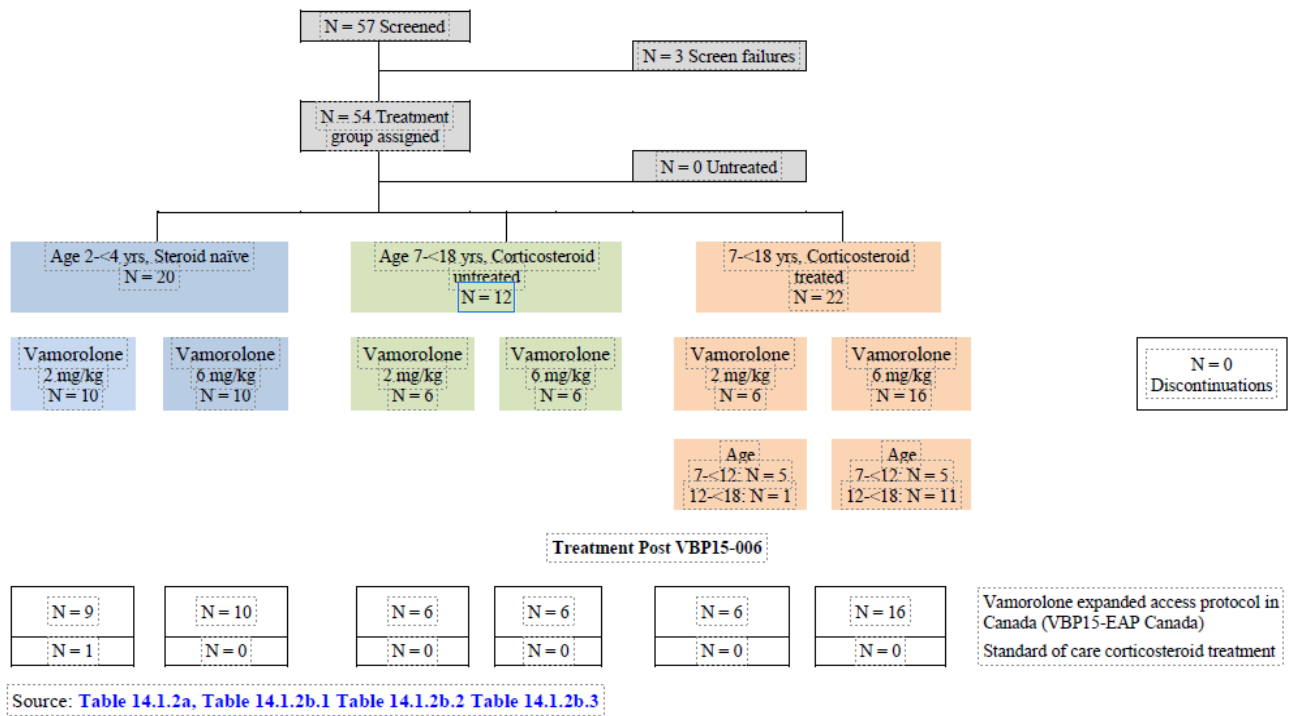 N = 57 Screened
N = 3 Screen failures
N = 54 Treatment
group assigned
N = 0 Untreated
Age 2-<4 yrs, Steroid naïve
N = 20
Age 7-<18 yrs, Corticosteroid
untreated
N = 12
7-<18 yrs, Corticosteroid
treated
N = 22
Vamorolone
2 mg/kg
N = 10
Vamorolone
6 mg/kg
N = 10
Vamorolone
2 mg/kg
N = 6
Vamorolone
6 mg/kg
N = 6
Vamorolone
2 mg/kg
N = 6
Vamorolone
6 mg/kg
N = 16
N = 0
Discontinuations
Age
7-<12: N = 5
12-<18: N = 1
Age
7-<12: N = 5
12-<18: N = 11
Treatment Post VBP15-006
N = 9
N = 10
N = 6
N = 6
N = 6
N = 16
Vamorolone expanded access protocol in
Canada (VBP15-EAP Canada)
N = 1
N = 0
N = 0
N = 0
N = 0
N = 0
Standard of care corticosteroid treatment
Source: Table 14.1.2a, Table 14.1.2b.1 Table 14.1.2b.2 Table 14.1.2b.3